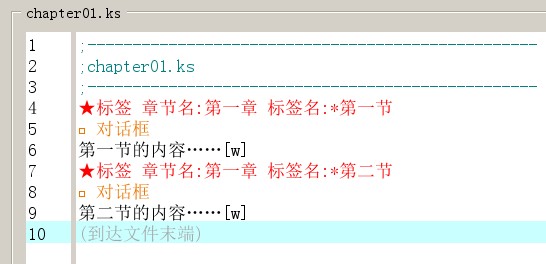 chapter01.ks
1 ;--------------------------------------------------
2 ;chapter01.ks
3 ;--------------------------------------------------
4 ★标签 章节名:第一章 标签名:*第一节
5 □ 对话框
6 第一节的内容……[w]
7 ★标签 章节名:第一章 标签名:*第二节
8 □ 对话框
9 第二节的内容……[w]
10 (到达文件末端)